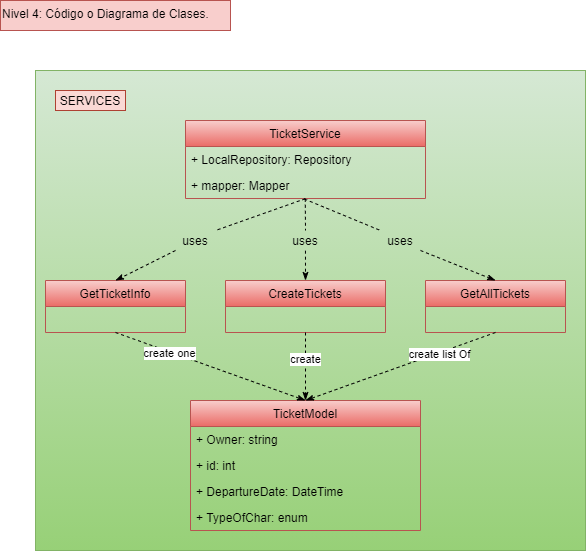 Nivel 4: Código o Diagrama de Clases.
SERVICES
TicketService
+ LocalRepository: Repository
+ mapper: Mapper
uses uses uses
GetTicketInfo CreateTickets GetAllTickets
create one create create list Of
TicketModel
+ Owner: string
+ id: int
+ DepartureDate: DateTime
+ TypeOfChar: enum